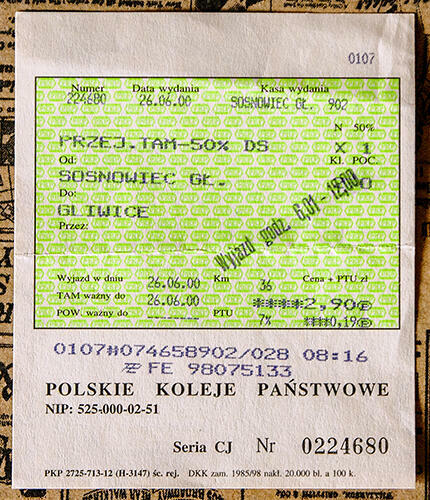 0107
Numer Data wydania Kasa wydania
224680 26.06.00 SOSNOWIEC GŁ. 902
N 50%
PRZEJ.TAM-50% DS X 1
Od: Kl. POC.
SOSNOWIEC GŁ. 0
Do:
GLIWICE
Przez:
Wyjazd godz. 6,01 - 12,00
Wyjazd w dniu 26.06.00 Km 36 Cena + PTU zł
TAM ważny do 26.06.00 ****2,90
POW. ważny do -------- PTU 7% ***0,19
0107#074658902/028 08:16
FE 98075133
POLSKIE KOLEJE PAŃSTWOWE
NIP: 525-000-02-51
Seria CJ Nr 0224680
PKP 2725-713-12 (H-3147) śc. rej. DKK zam. 1985/98 nakł. 20.000 bl. a 100 k.